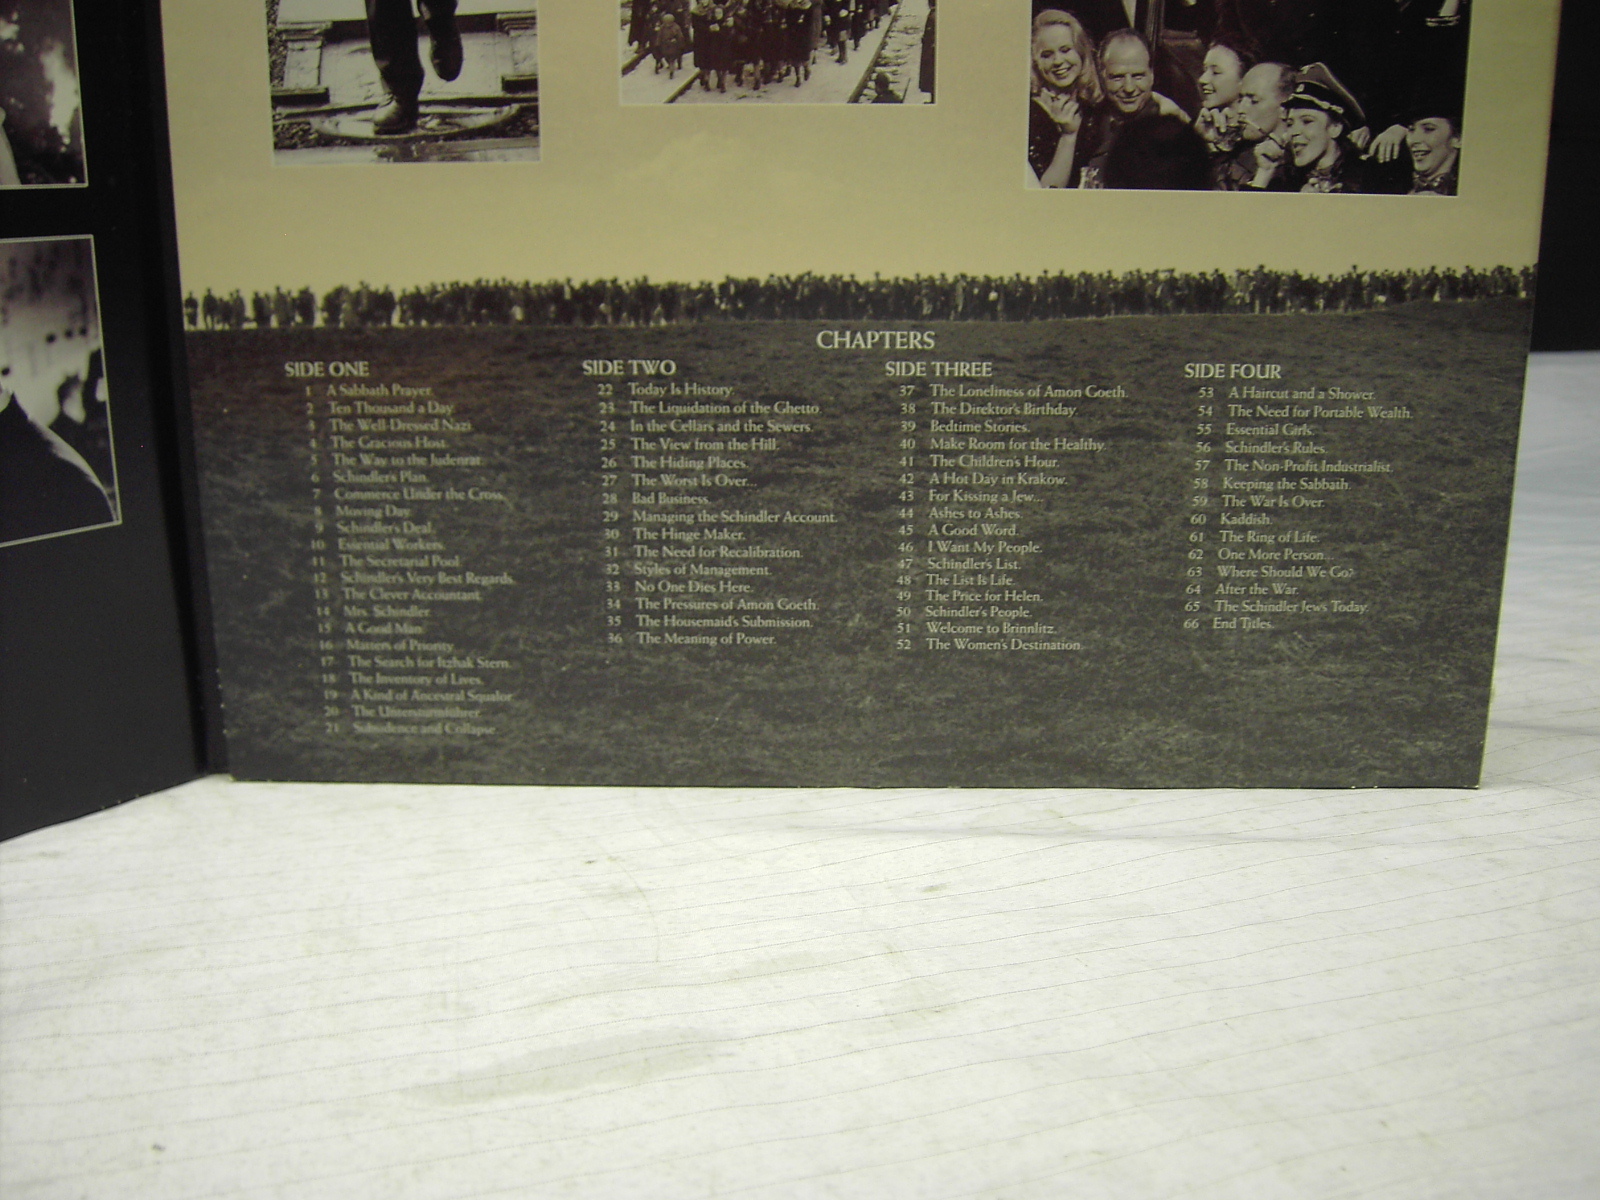 CHAPTERS
SIDE ONE
1 A Sabbath Prayer.
2 Ten Thousand a Day.
3 The Well-Dressed Nazi.
4 The Gracious Host.
5 The Way to the Judenrat.
6 Schindler's Plan.
7 Commerce Under the Cross.
8 Moving Day.
9 Schindler's Deal.
10 Essential Workers.
11 The Secretarial Pool.
12 Schindler's Very Best Regards.
13 The Clever Accountant.
14 Mrs. Schindler.
15 A Good Man.
16 Matters of Priority.
17 The Search for Itzhak Stern.
18 The Inventory of Lives.
19 A Kind of Ancestral Squalor.
20 The Untersturmführer.
21 Subsidence and Collapse.
SIDE TWO
22 Today Is History.
23 The Liquidation of the Ghetto.
24 In the Cellars and the Sewers.
25 The View from the Hill.
26 The Hiding Places.
27 The Worst Is Over...
28 Bad Business.
29 Managing the Schindler Account.
30 The Hinge Maker.
31 The Need for Recalibration.
32 Styles of Management.
33 No One Dies Here.
34 The Pressures of Amon Goeth.
35 The Housemaid's Submission.
36 The Meaning of Power.
SIDE THREE
37 The Loneliness of Amon Goeth.
38 The Direktor's Birthday.
39 Bedtime Stories.
40 Make Room for the Healthy.
41 The Children's Hour.
42 A Hot Day in Krakow.
43 For Kissing a Jew...
44 Ashes to Ashes.
45 A Good Word.
46 I Want My People.
47 Schindler's List.
48 The List Is Life.
49 The Price for Helen.
50 Schindler's People.
51 Welcome to Brinnlitz.
52 The Women's Destination.
SIDE FOUR
53 A Haircut and a Shower.
54 The Need for Portable Wealth.
55 Essential Girls.
56 Schindler's Rules.
57 The Non-Profit Industrialist.
58 Keeping the Sabbath.
59 The War Is Over.
60 Kaddish.
61 The Ring of Life.
62 One More Person...
63 Where Should We Go?
64 After the War.
65 The Schindler Jews Today.
66 End Titles.